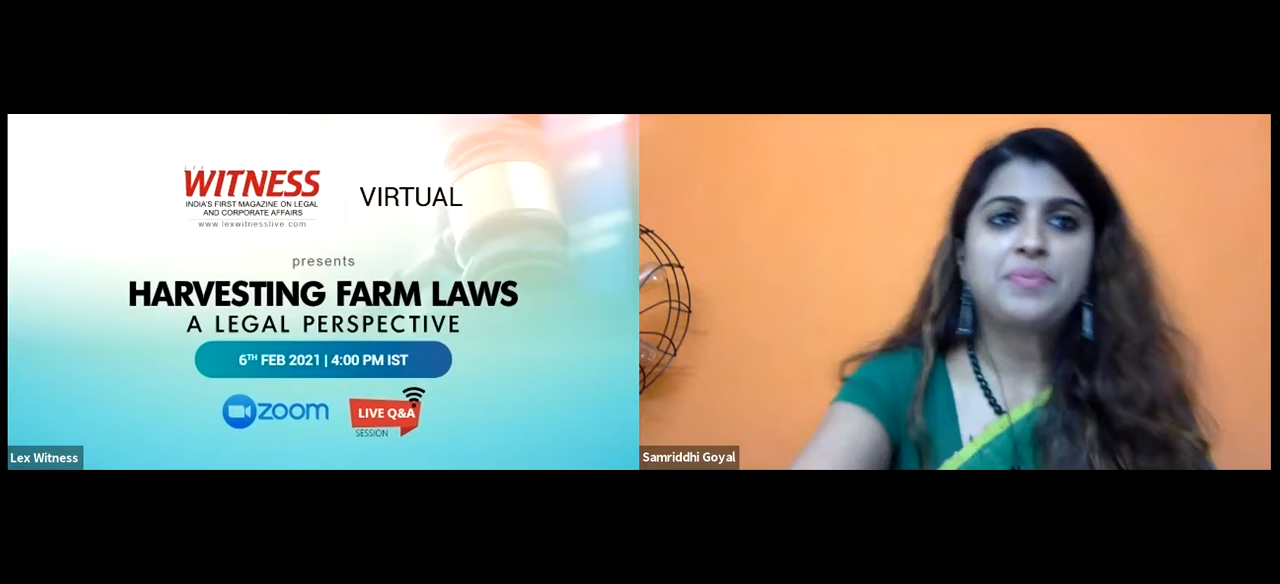 LEX
WITNESS
INDIA'S FIRST MAGAZINE ON LEGAL
AND CORPORATE AFFAIRS
www.lexwitnesslive.com
VIRTUAL
presents
HARVESTING FARM LAWS
A LEGAL PERSPECTIVE
6TH FEB 2021 | 4:00 PM IST
zoom
LIVE Q&A
SESSION
Lex Witness
Samriddhi Goyal